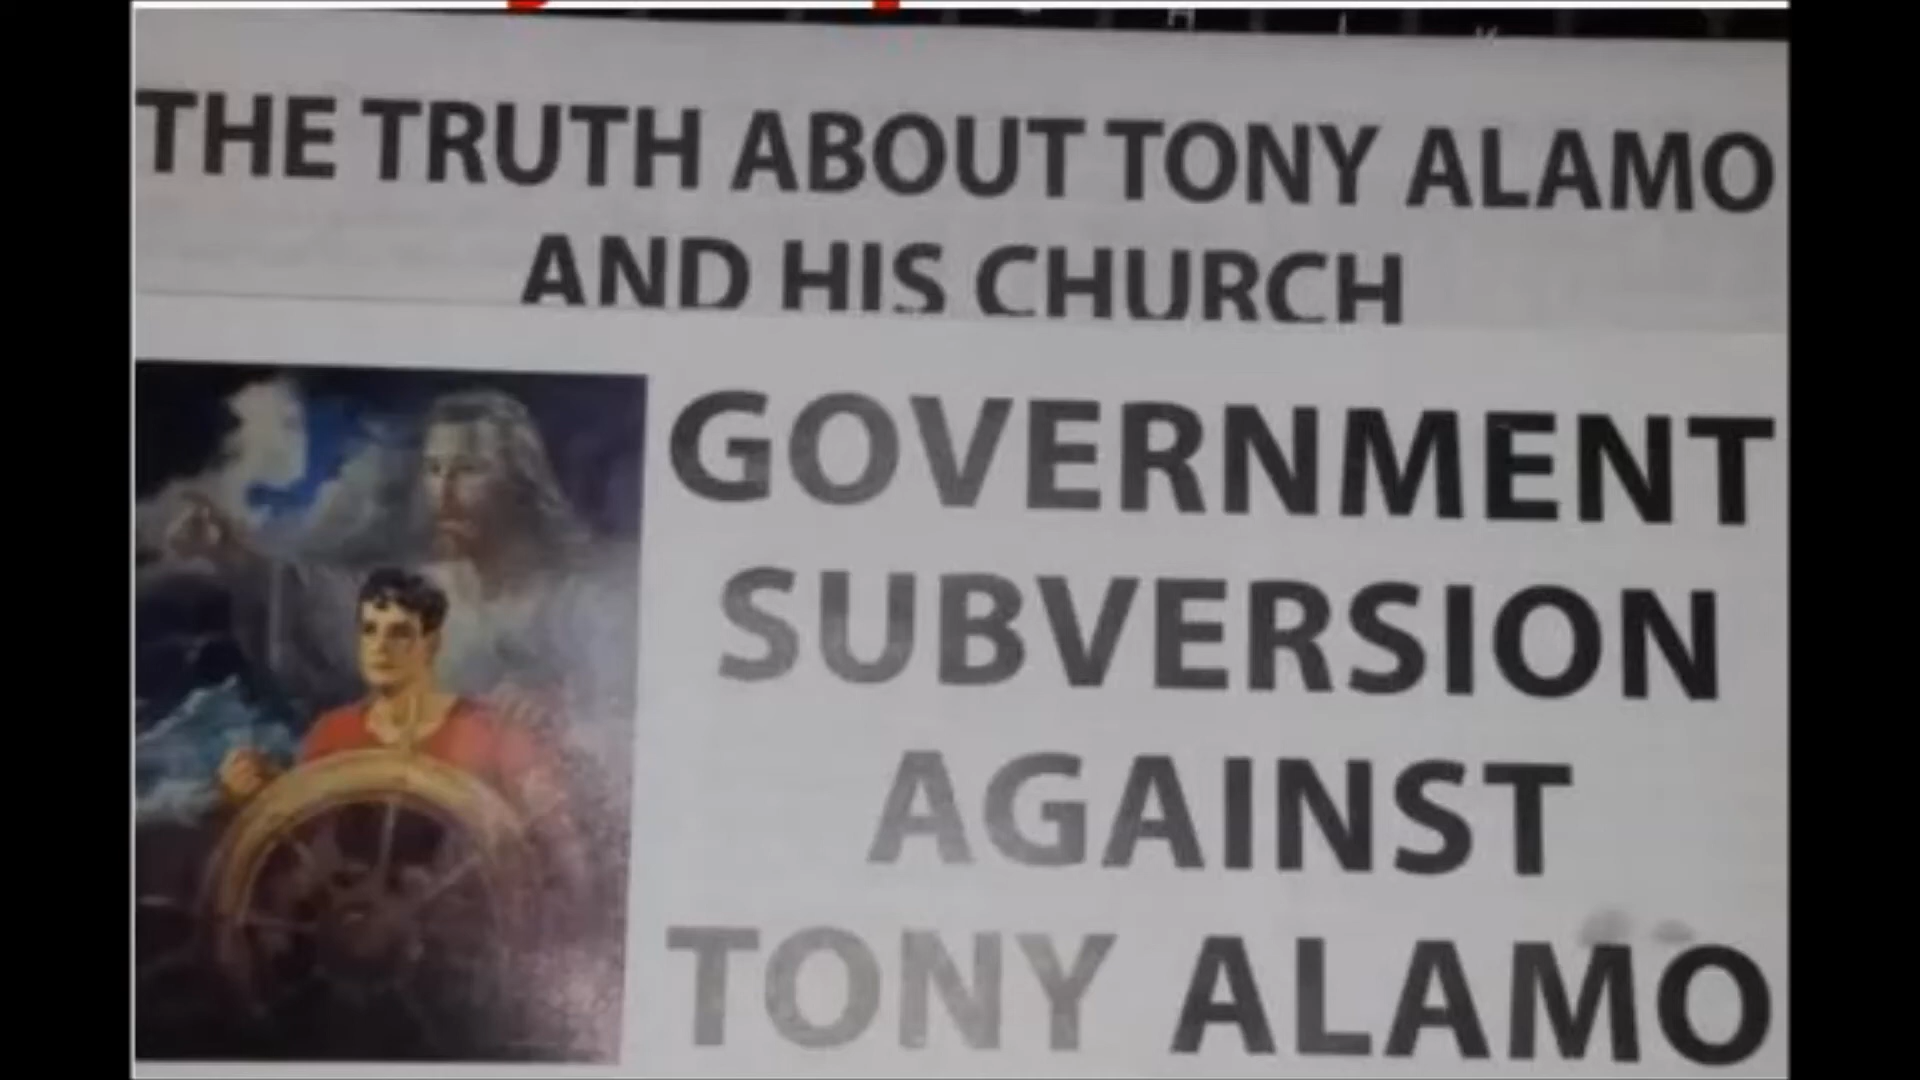 THE TRUTH ABOUT TONY ALAMO
AND HIS CHURCH
GOVERNMENT
SUBVERSION
AGAINST
TONY ALAMO